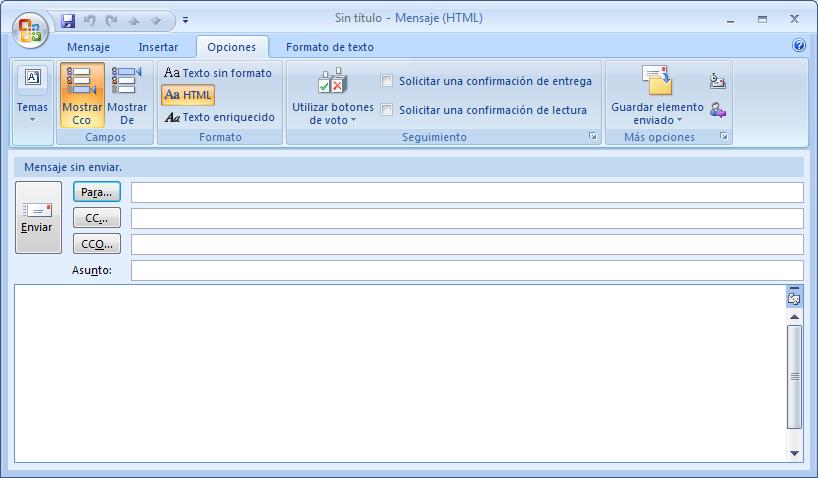 Sin título - Mensaje (HTML)
Mensaje Insertar Opciones Formato de texto
Temas
Mostrar Cco
Mostrar De
Campos
Aa Texto sin formato
Aa HTML
Aa Texto enriquecido
Formato
Utilizar botones de voto
Solicitar una confirmación de entrega
Solicitar una confirmación de lectura
Seguimiento
Guardar elemento enviado
Más opciones
Mensaje sin enviar.
Enviar
Para...
CC...
CCO...
Asunto: